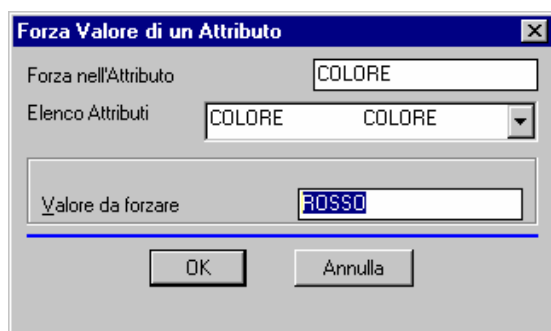 Forza Valore di un Attributo
Forza nell'Attributo COLORE
Elenco Attributi COLORE COLORE
Valore da forzare ROSSO
OK Annulla